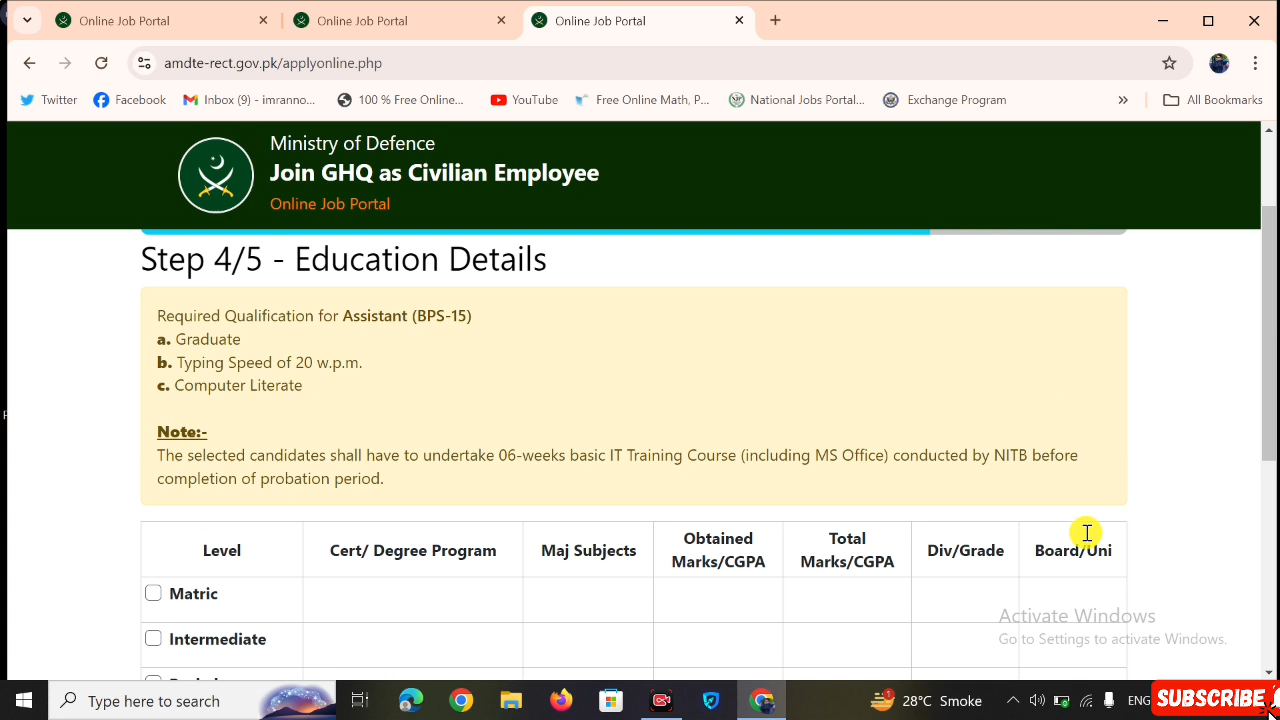 Online Job Portal
Online Job Portal
Online Job Portal
amdte-rect.gov.pk/applyonline.php
Twitter
Facebook
Inbox (9) - imranno...
100 % Free Online...
YouTube
Free Online Math, P...
National Jobs Portal...
Exchange Program
All Bookmarks
Ministry of Defence
Join GHQ as Civilian Employee
Online Job Portal
Step 4/5 - Education Details
Required Qualification for Assistant (BPS-15)
a. Graduate
b. Typing Speed of 20 w.p.m.
c. Computer Literate
Note:-
The selected candidates shall have to undertake 06-weeks basic IT Training Course (including MS Office) conducted by NITB before
completion of probation period.
Level
Cert/ Degree Program
Maj Subjects
Obtained
Marks/CGPA
Total
Marks/CGPA
Div/Grade
Board/Uni
Matric
Intermediate
Activate Windows
Go to Settings to activate Windows.
Type here to search
28°C Smoke
ENG
SUBSCRIBE